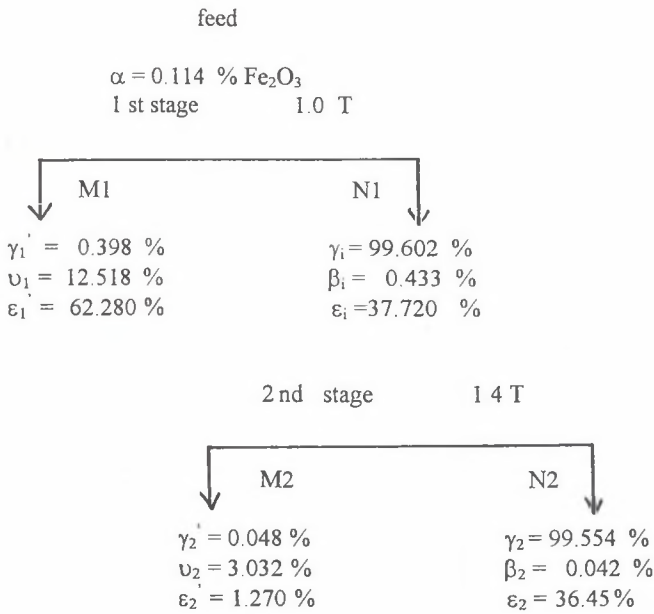 feed
α = 0.114 % Fe₂O₃
1 st stage 1.0 T
M1 N1
γ₁' = 0.398 % γᵢ = 99.602 %
υ₁ = 12.518 % βᵢ = 0.433 %
ε₁' = 62.280 % εᵢ =37.720 %
2 nd stage 1 4 T
M2 N2
γ₂' = 0.048 % γ₂ = 99.554 %
υ₂ = 3.032 % β₂ = 0.042 %
ε₂' = 1.270 % ε₂ = 36.45%